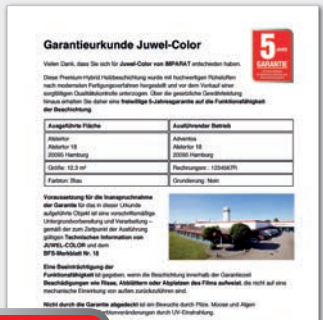 Garantieurkunde Juwel-Color
5 JAHRE
GARANTIE
Vielen Dank, dass Sie sich für Juwel-Color von IMPARAT entschieden haben.
Diese Premium-Hybrid Holzbeschichtung wurde mit hochwertigen Rohstoffen
nach modernsten Fertigungsverfahren hergestellt und vor dem Verkauf einer
sorgfältigen Qualitätskontrolle unterzogen. Über die gesetzliche Gewährleistung
hinaus erhalten Sie daher eine freiwillige 5-Jahresgarantie auf die Funktionsfähigkeit
der Beschichtung.
Ausgeführte Fläche
Ausführender Betrieb
Alstertor
Alstertor 18
20095 Hamburg
Adventos
Alstertor 18
20095 Hamburg
Größe: 12,3 m²
Rechnungsnr.:
Farbton: Blau
Grundierung: Nein
Voraussetzung für die Inanspruchnahme
der Garantie für das in dieser Urkunde
aufgeführte Objekt ist eine vorschriftsmäßige
Untergrundvorbereitung und Verarbeitung –
gemäß der zum Zeitpunkt der Ausführung
gültigen Technischen Information von
JUWEL-COLOR und dem
BFS-Merkblatt Nr. 18
Eine Beeinträchtigung der
Funktionsfähigkeit ist gegeben, wenn die Beschichtung innerhalb der Garantiezeit
Beschädigungen wie Risse, Abblättern oder Abplatzen des Films aufweist, die nicht auf eine
mechanische Einwirkung von außen zurückzuführen sind.
Nicht durch die Garantie abgedeckt ist ein Bewuchs durch Pilze, Moose und Algen
durch UV-Einstrahlung.